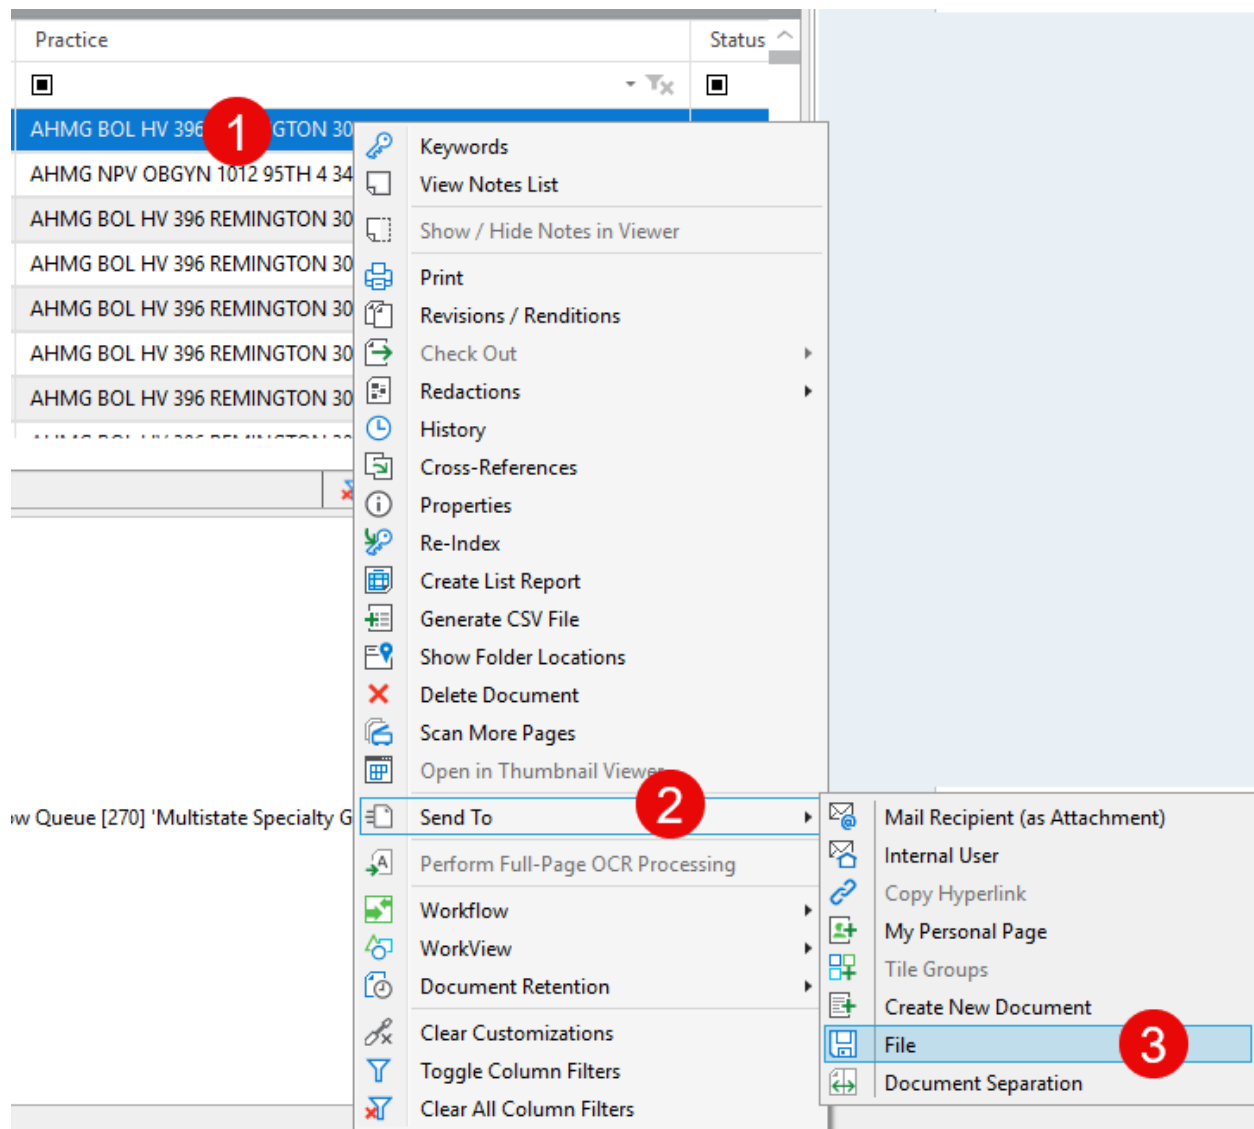 Practice
Status
AHMG BOL HV 396
1
GTON 30
AHMG NPV OBGYN 1012 95TH 4 34
AHMG BOL HV 396 REMINGTON 30
AHMG BOL HV 396 REMINGTON 30
AHMG BOL HV 396 REMINGTON 30
AHMG BOL HV 396 REMINGTON 30
AHMG BOL HV 396 REMINGTON 30
Keywords
View Notes List
Show / Hide Notes in Viewer
Print
Revisions / Renditions
Check Out
Redactions
History
Cross-References
Properties
Re-Index
Create List Report
Generate CSV File
Show Folder Locations
Delete Document
Scan More Pages
Open in Thumbnail Viewer
2
Queue [270] 'Multistate Specialty G
Send To
Perform Full-Page OCR Processing
Workflow
WorkView
Document Retention
Clear Customizations
Toggle Column Filters
Clear All Column Filters
Mail Recipient (as Attachment)
Internal User
Copy Hyperlink
My Personal Page
Tile Groups
Create New Document
File
3
Document Separation